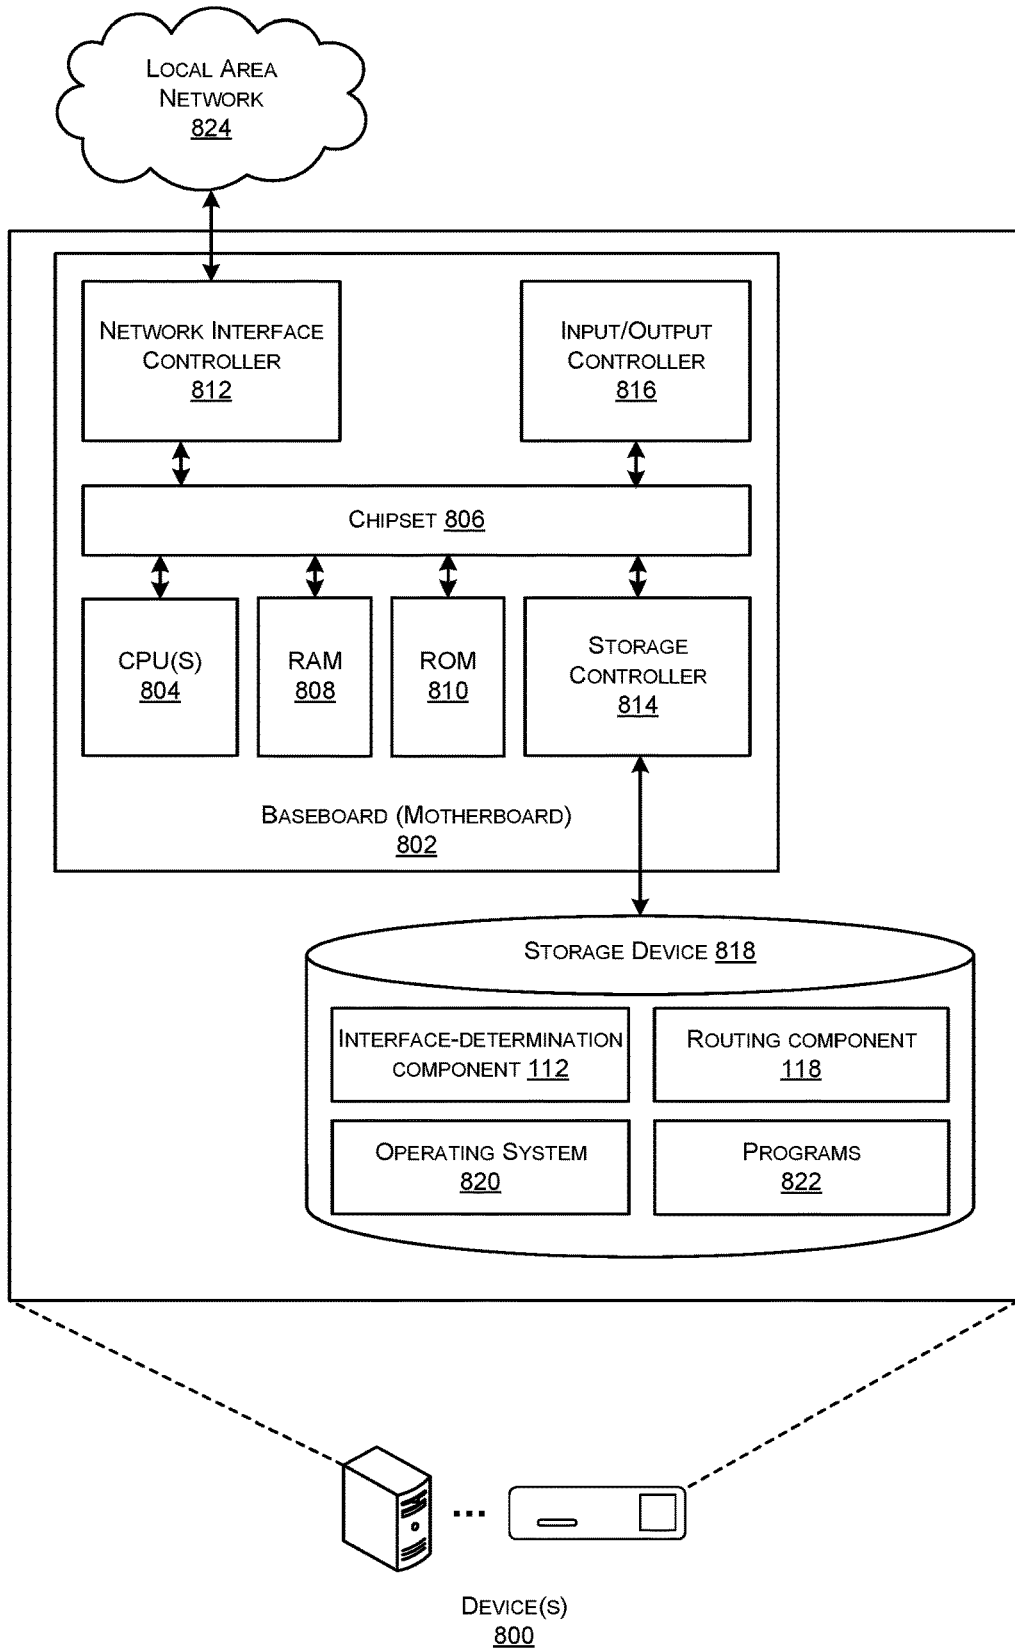 LOCAL AREA
NETWORK
824
NETWORK INTERFACE
CONTROLLER
812
INPUT/OUTPUT
CONTROLLER
816
CHIPSET 806
CPU(S)
804
RAM
808
ROM
810
STORAGE
CONTROLLER
814
BASEBOARD (MOTHERBOARD)
802
STORAGE DEVICE 818
INTERFACE-DETERMINATION
COMPONENT 112
ROUTING COMPONENT
118
OPERATING SYSTEM
820
PROGRAMS
822
DEVICE(S)
800